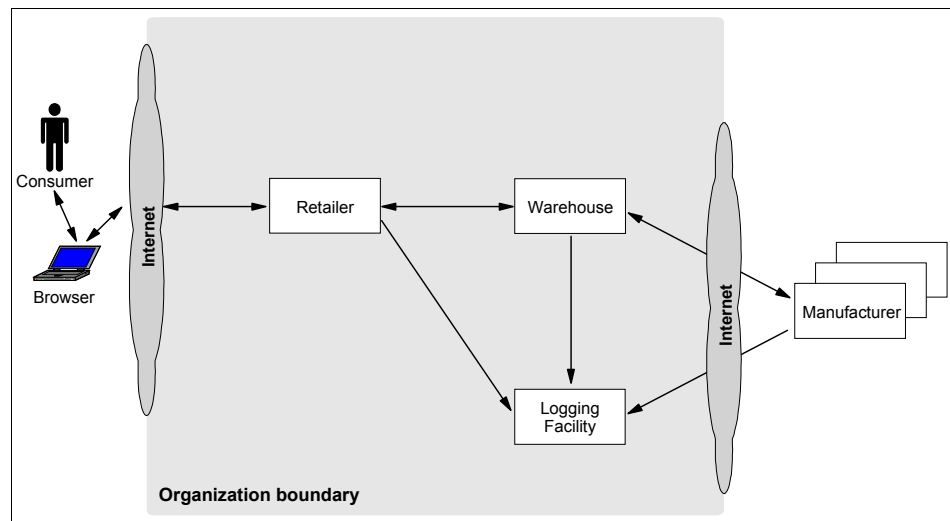 Consumer
Browser
Internet
Retailer
Warehouse
Internet
Manufacturer
Logging
Facility
Organization boundary